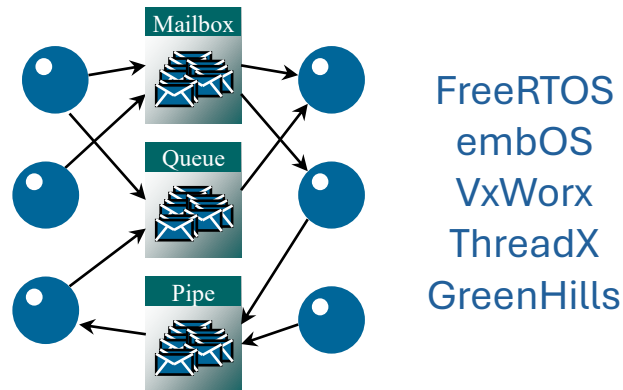 Mailbox
Queue
Pipe
FreeRTOS
embOS
VxWorx
ThreadX
GreenHills